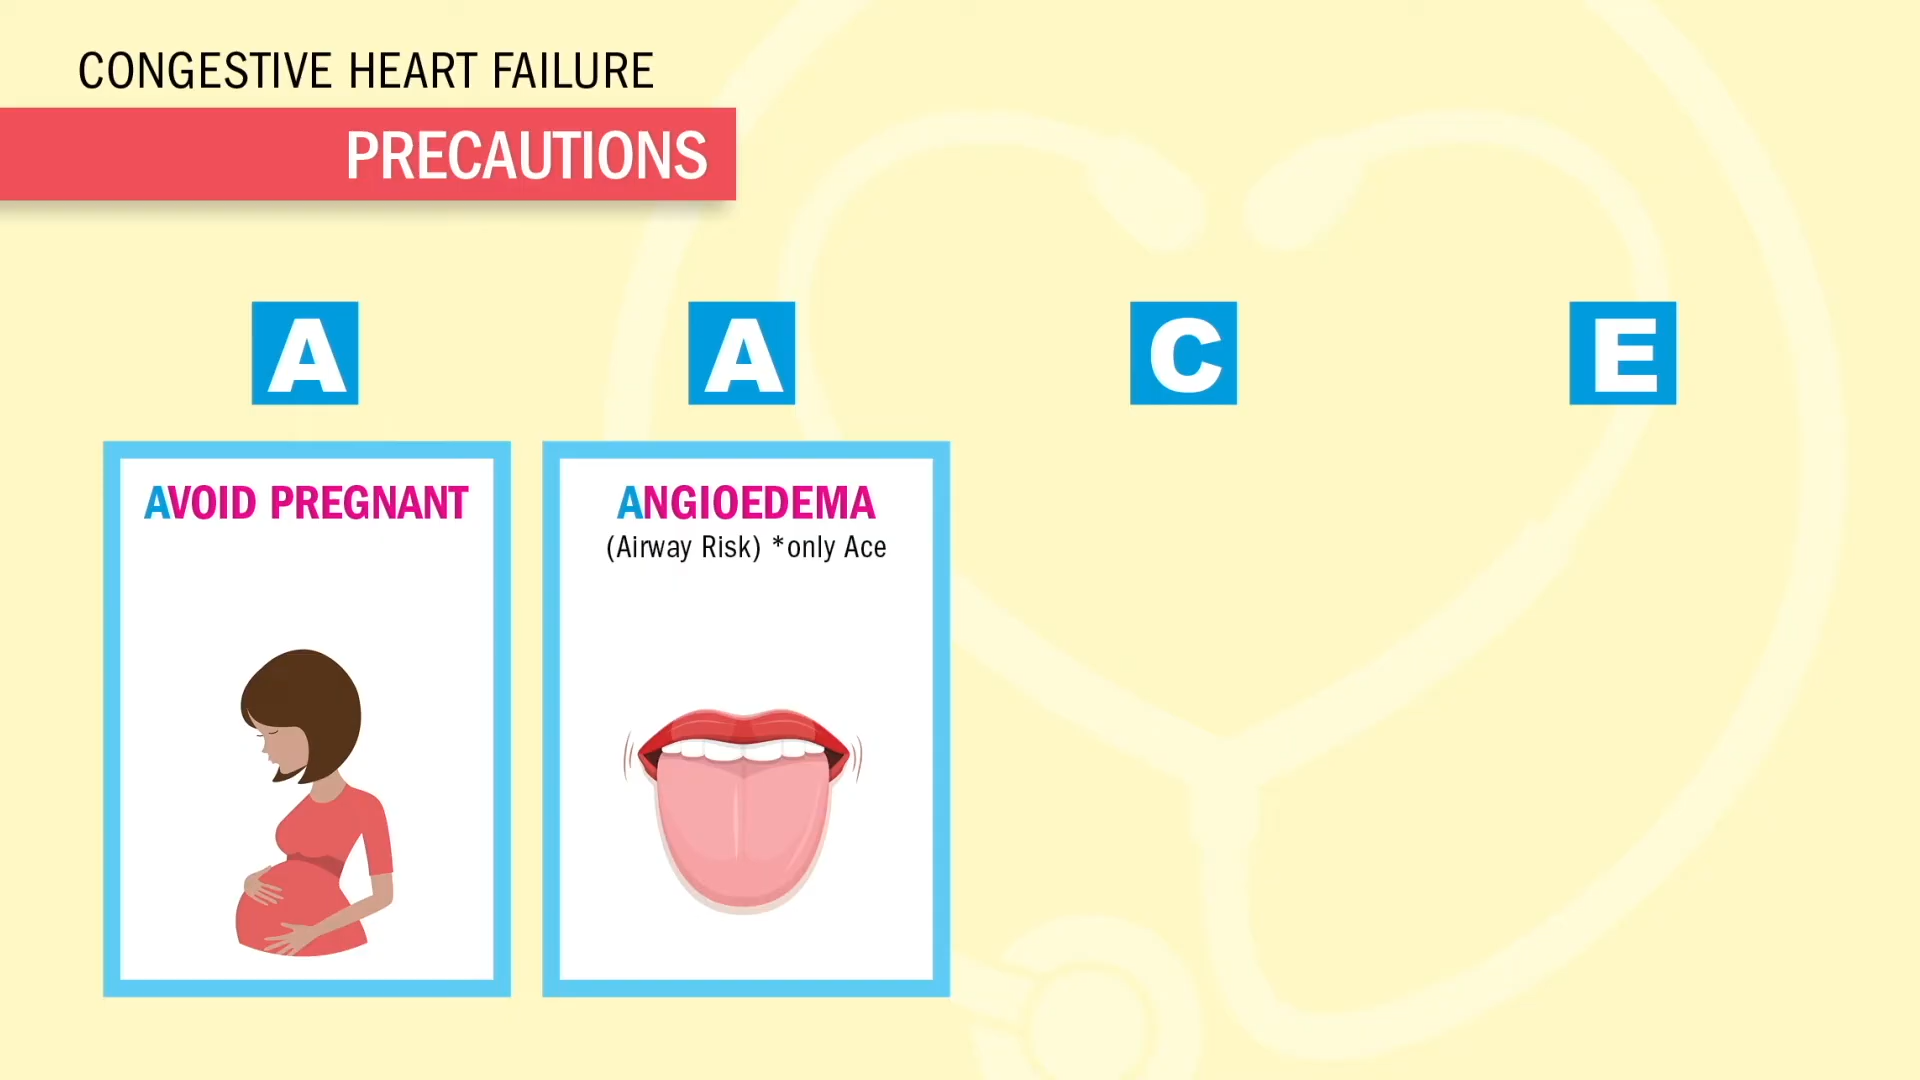 CONGESTIVE HEART FAILURE
PRECAUTIONS
A A C E
AVOID PREGNANT
ANGIOEDEMA
(Airway Risk) *only Ace